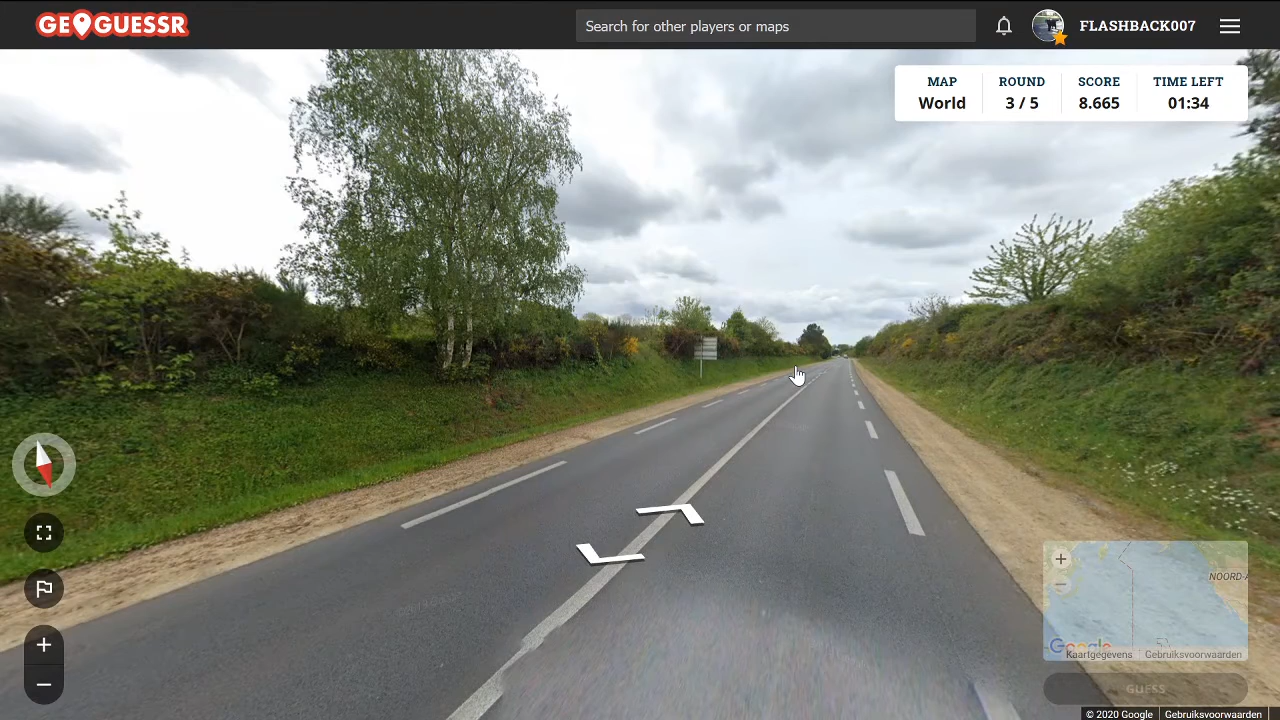 GEOGUESSR
Search for other players or maps
FLASHBACK007
MAP
World
ROUND
3 / 5
SCORE
8.665
TIME LEFT
01:34
+
−
+
−
NOORD-A
Google
Kaartgegevens
Gebruiksvoorwaarden
GUESS
© 2020 Google
Gebruiksvoorwaarden